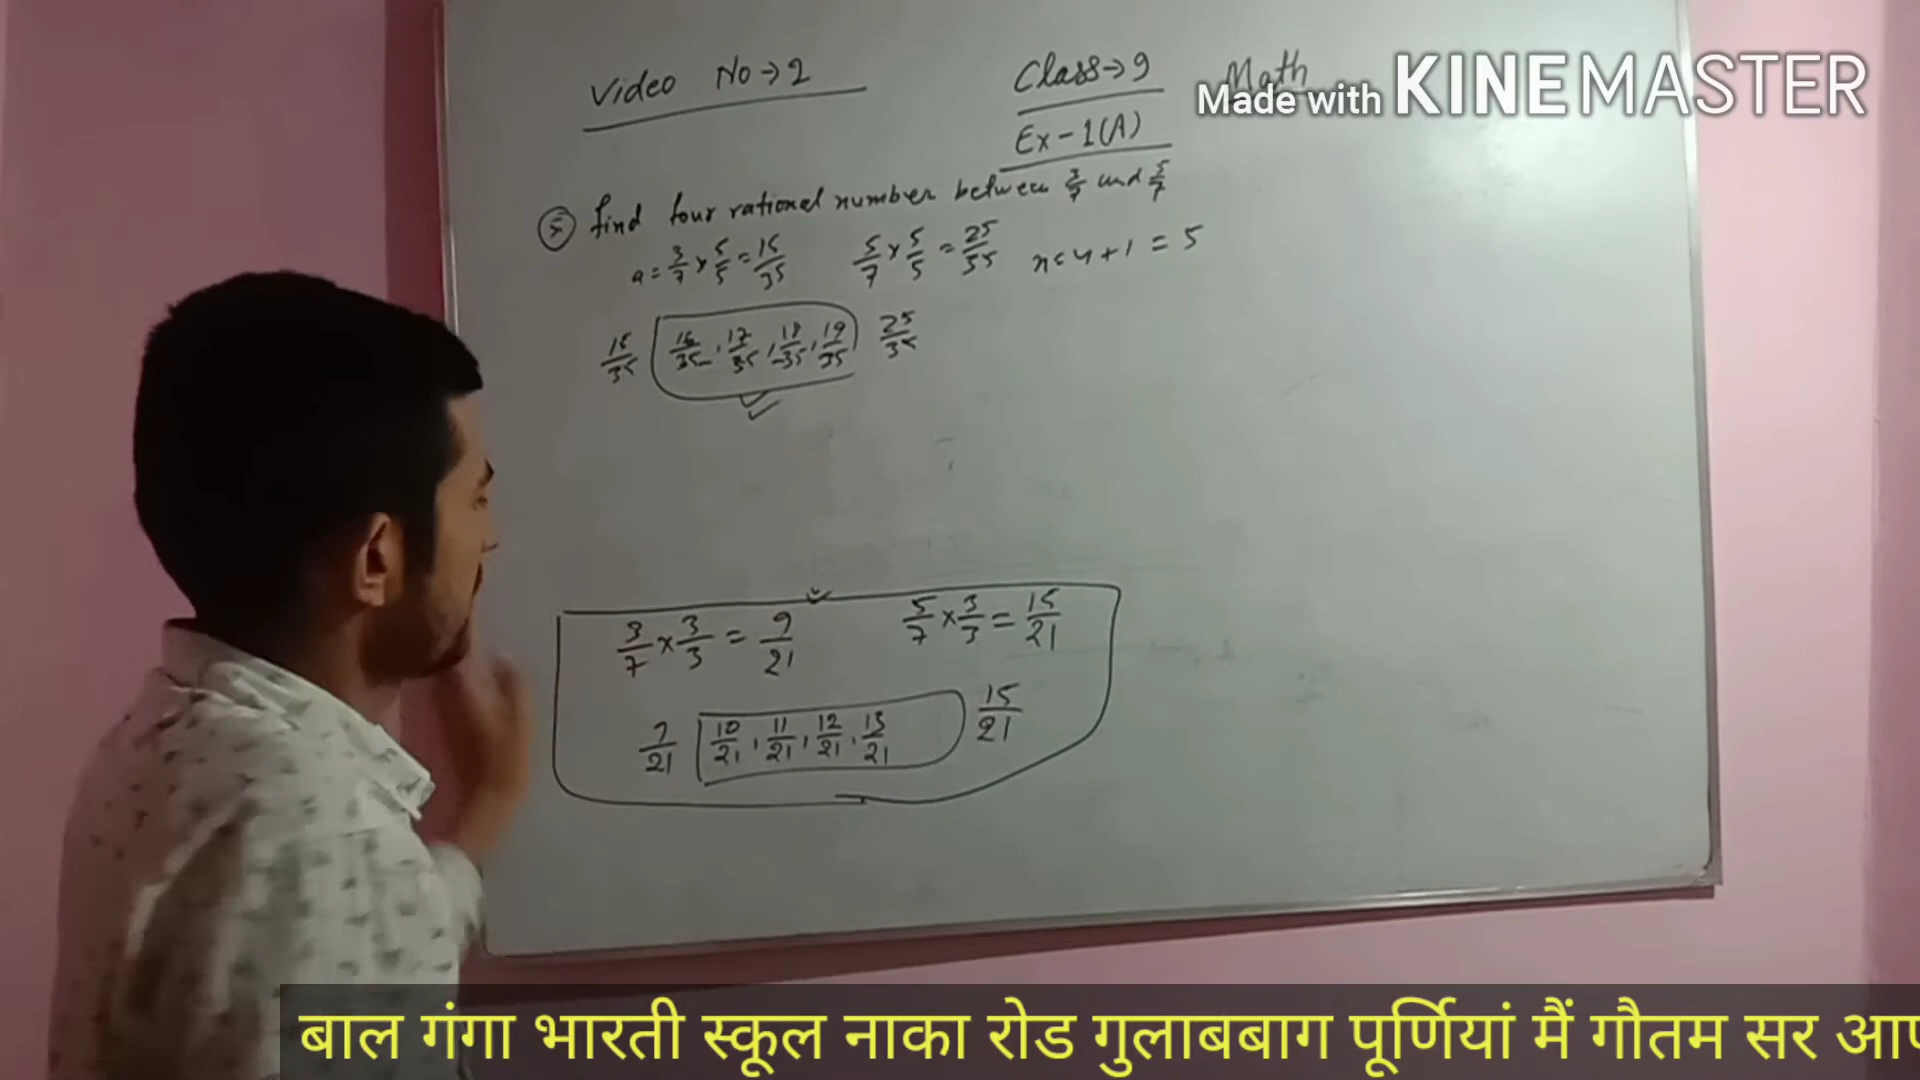 Video No→2
Class→9 Math
Made with KINEMASTER
Ex-1(A)
5 find four rational number between 3/7 and 5/7
a = 3/7 × 5/5 = 15/35 5/7 × 5/5 = 25/35 n = 4 + 1 = 5
15/35 16/35, 17/35, 18/35, 19/35 25/35
3/7 × 3/3 = 9/21 5/7 × 3/3 = 15/21
9/21 10/21, 11/21, 12/21, 13/21 15/21
बाल गंगा भारती स्कूल नाका रोड गुलाबबाग पूर्णियां मैं गौतम सर आप